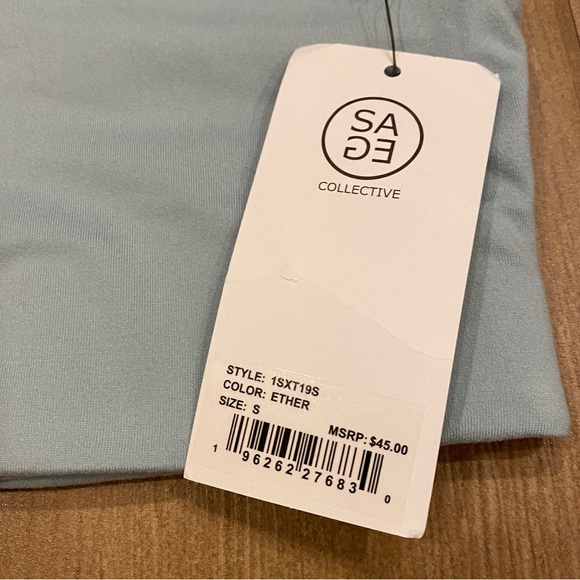 SA
GE
COLLECTIVE
STYLE: 1SXT19S
COLOR: ETHER
SIZE: S
MSRP: $45.00
1 96262 27683 0